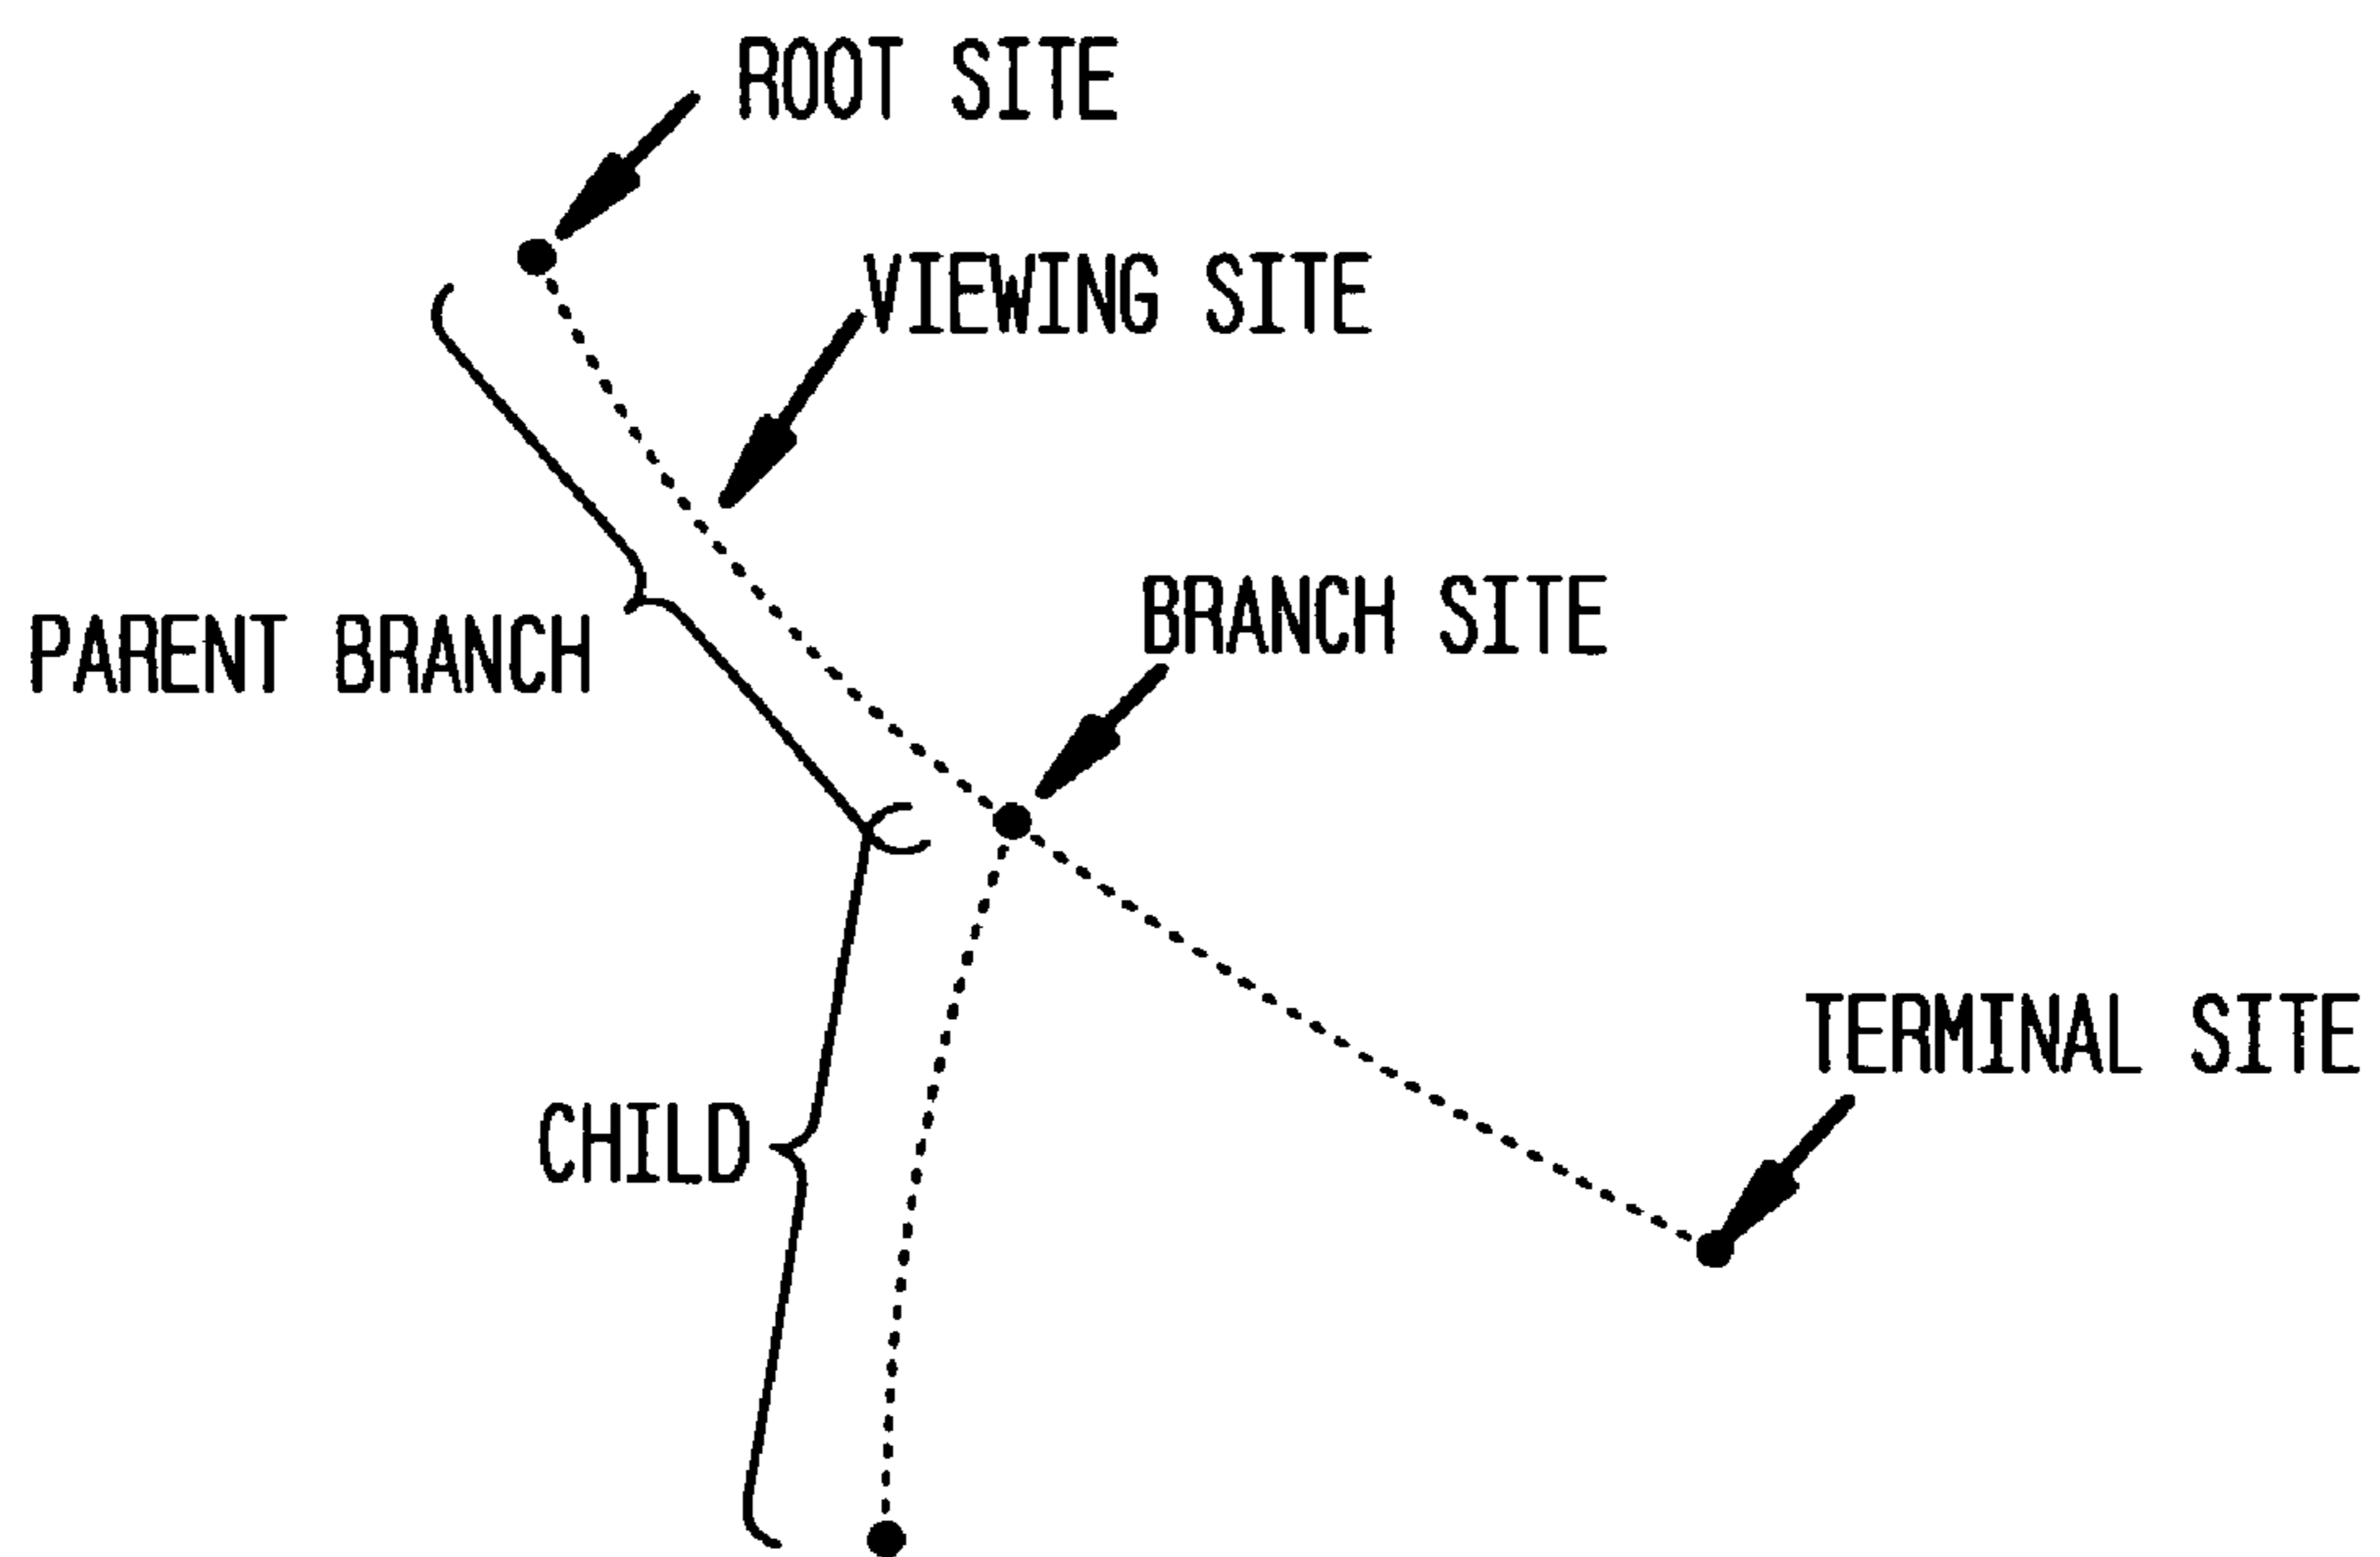 ROOT SITE
VIEWING SITE
BRANCH SITE
PARENT BRANCH
TERMINAL SITE
CHILD